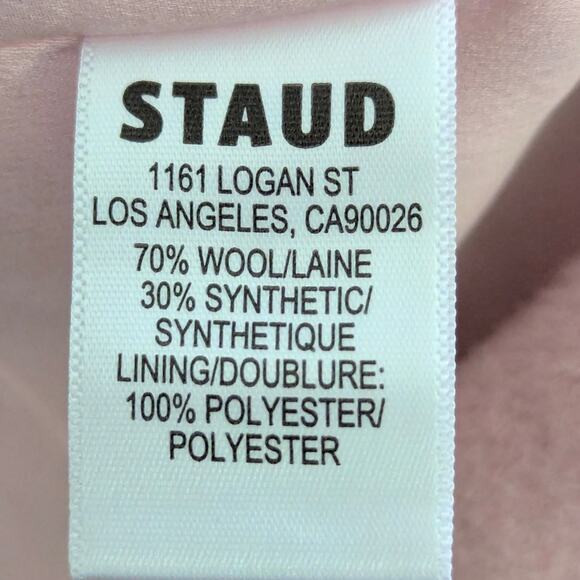 STAUD
1161 LOGAN ST
LOS ANGELES, CA90026
70% WOOL/LAINE
30% SYNTHETIC/
SYNTHETIQUE
LINING/DOUBLURE:
100% POLYESTER/
POLYESTER